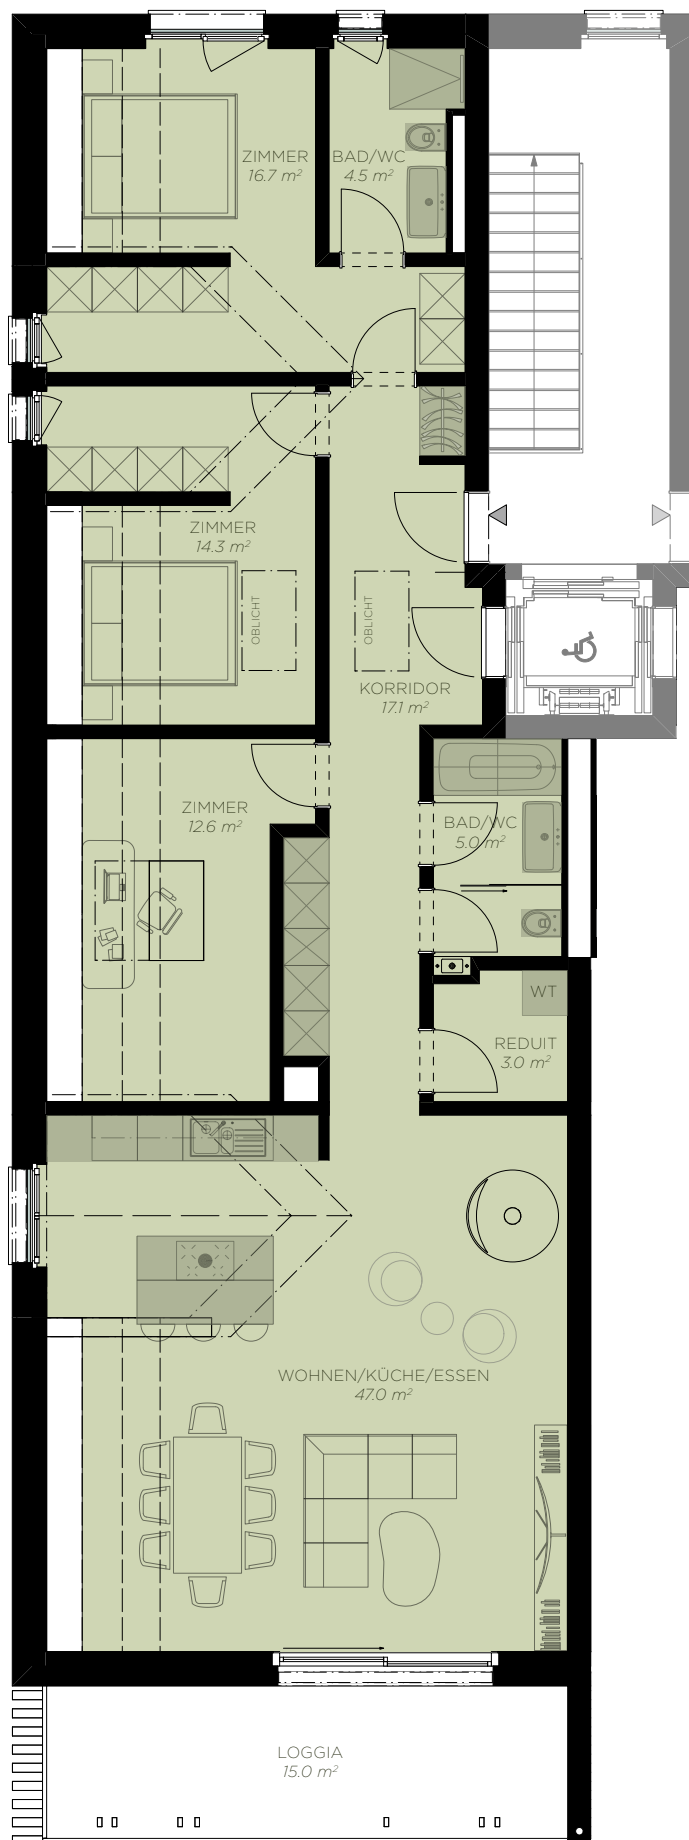 ZIMMER
16.7 m²
BAD/WC
4.5 m²
ZIMMER
14.3 m²
OBLICHT
OBLICHT
KORRIDOR
17.1 m²
ZIMMER
12.6 m²
BAD/WC
5.0 m²
WT
REDUIT
3.0 m²
WOHNEN/KÜCHE/ESSEN
47.0 m²
LOGGIA
15.0 m²